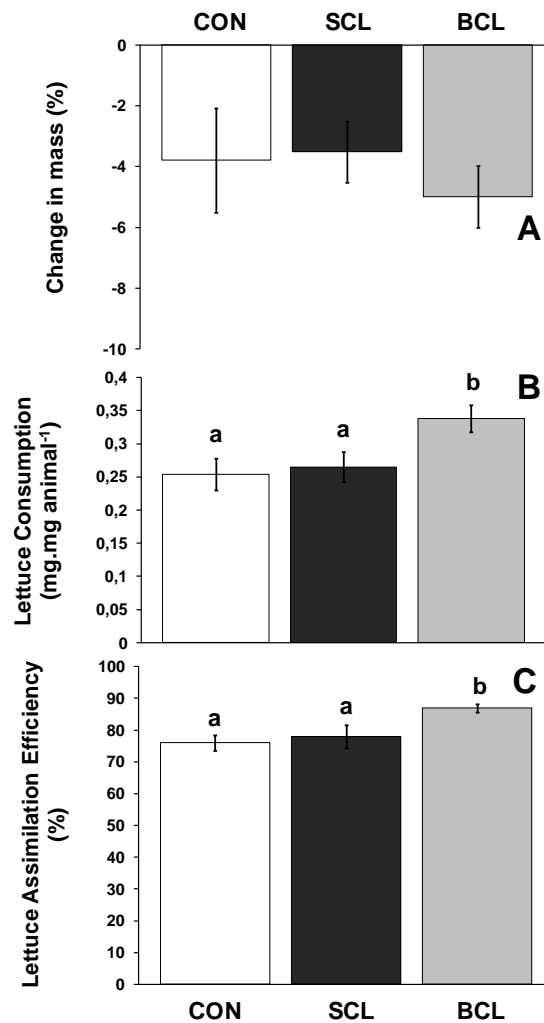 CON SCL BCL
Change in mass (%)
0
-2
-4
-6
-8
-10
A
Lettuce Consumption
(mg.mg animal⁻¹)
0,4
0,35
0,3
0,25
0,2
0,15
0,1
0,05
0
a a b
B
Lettuce Assimilation Efficiency
(%)
100
90
80
70
60
50
40
30
20
10
0
a a b
C
CON SCL BCL